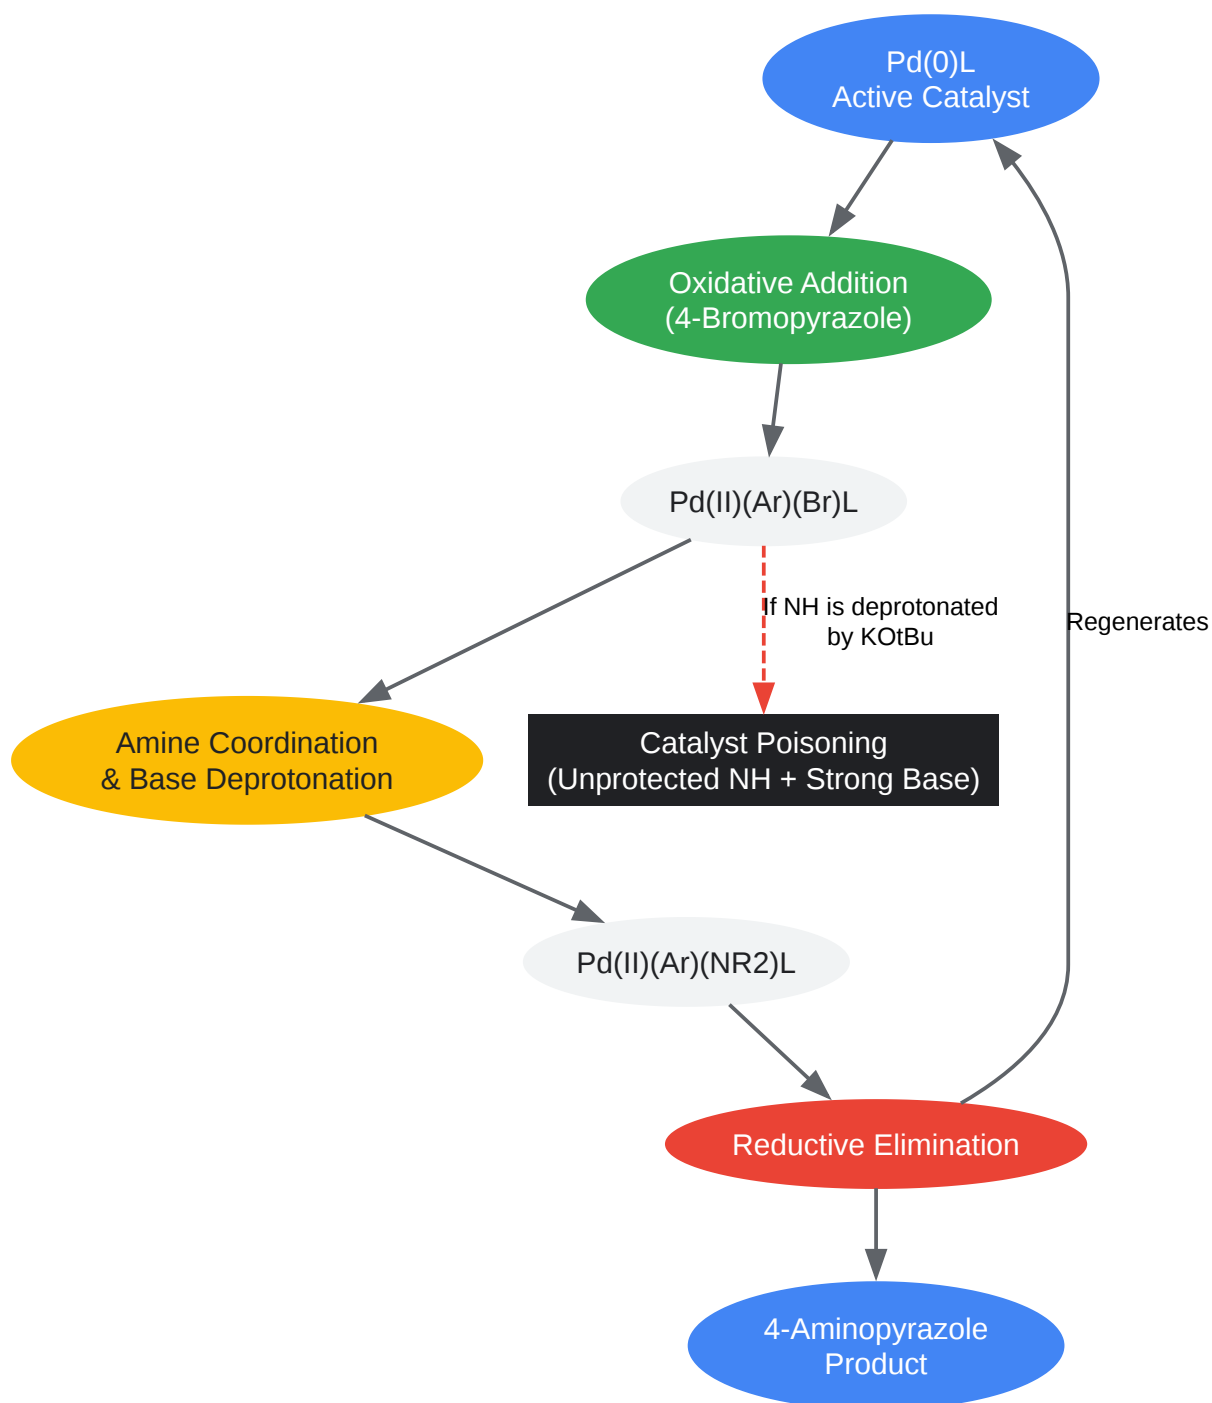 Pd(0)L
Active Catalyst
Oxidative Addition
(4-Bromopyrazole)
Pd(II)(Ar)(Br)L
If NH is deprotonated
by KOtBu
Regenerates
Amine Coordination
& Base Deprotonation
Catalyst Poisoning
(Unprotected NH + Strong Base)
Pd(II)(Ar)(NR2)L
Reductive Elimination
4-Aminopyrazole
Product